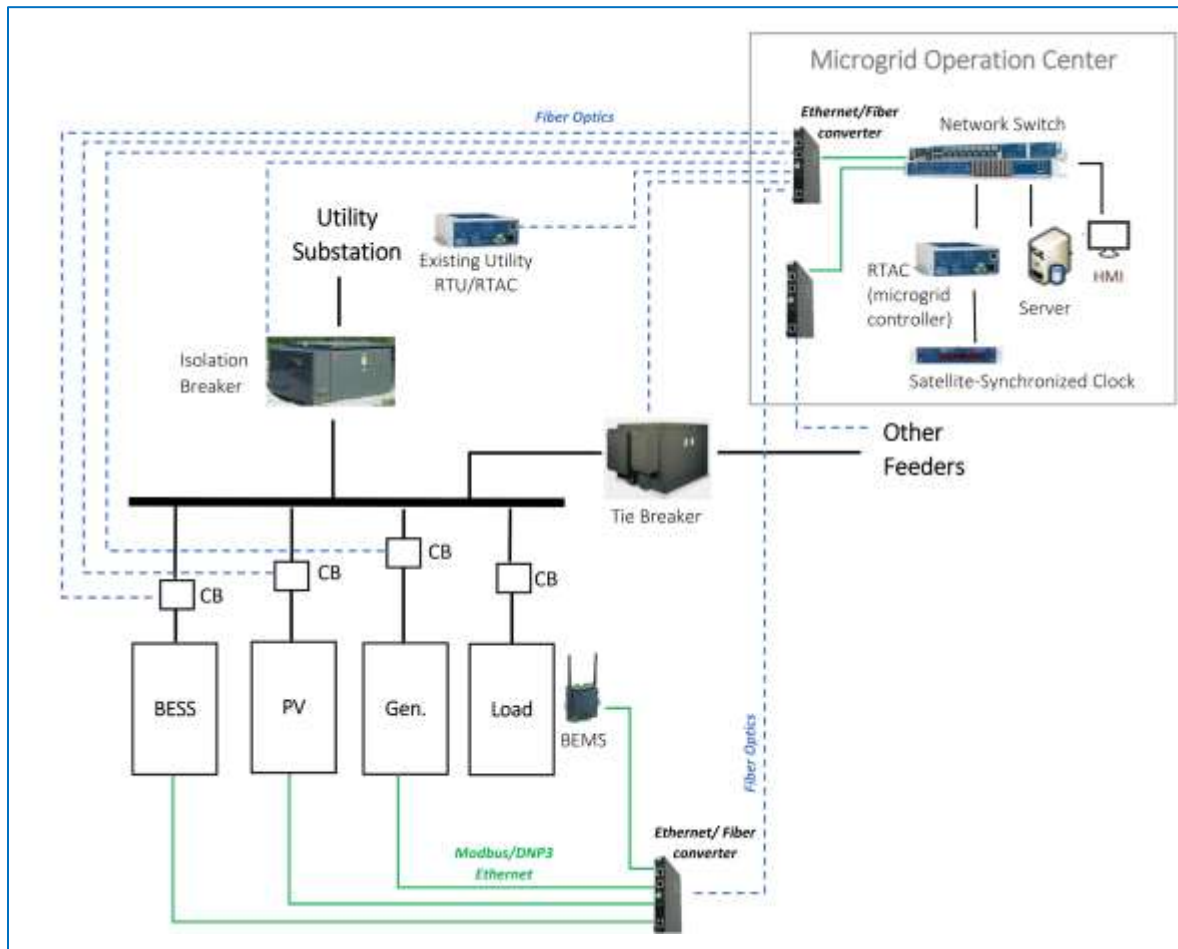 Microgrid Operation Center
Fiber Optics
Ethernet/Fiber
converter
Network Switch
Utility
Substation
Existing Utility
RTU/RTAC
RTAC
(microgrid
controller)
Server
HMI
Isolation
Breaker
Satellite-Synchronized Clock
Other
Feeders
Tie Breaker
CB
CB
CB
CB
BESS
PV
Gen.
Load
BEMS
Fiber Optics
Modbus/DNP3
Ethernet
Ethernet/ Fiber
converter